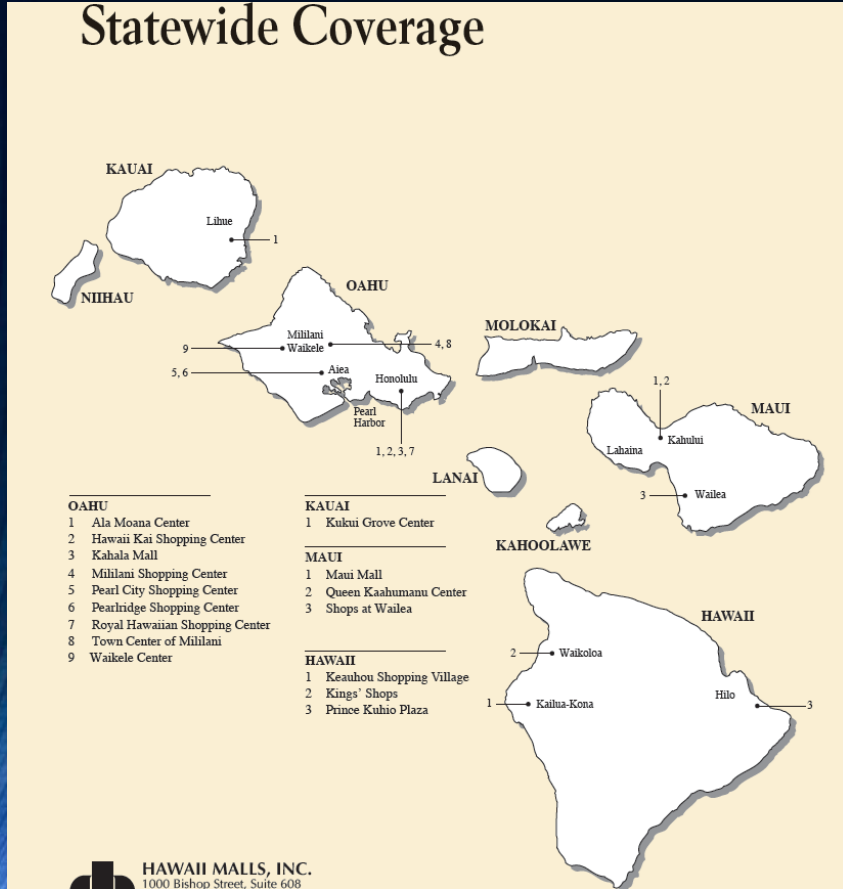 Statewide Coverage
KAUAI
Lihue
1
NIIHAU
OAHU
Mililani
9
Waikele
4, 8
5, 6
Aiea
Honolulu
Pearl
Harbor
1, 2, 3, 7
MOLOKAI
1, 2
MAUI
Kahului
Lahaina
3
Wailea
LANAI
KAHOOLAWE
HAWAII
2
Waikoloa
1
Kailua-Kona
Hilo
3
OAHU
1 Ala Moana Center
2 Hawaii Kai Shopping Center
3 Kahala Mall
4 Mililani Shopping Center
5 Pearl City Shopping Center
6 Pearlridge Shopping Center
7 Royal Hawaiian Shopping Center
8 Town Center of Mililani
9 Waikele Center
KAUAI
1 Kukui Grove Center
MAUI
1 Maui Mall
2 Queen Kaahumanu Center
3 Shops at Wailea
HAWAII
1 Keauhou Shopping Village
2 Kings’ Shops
3 Prince Kuhio Plaza
HAWAII MALLS, INC.
1000 Bishop Street, Suite 608